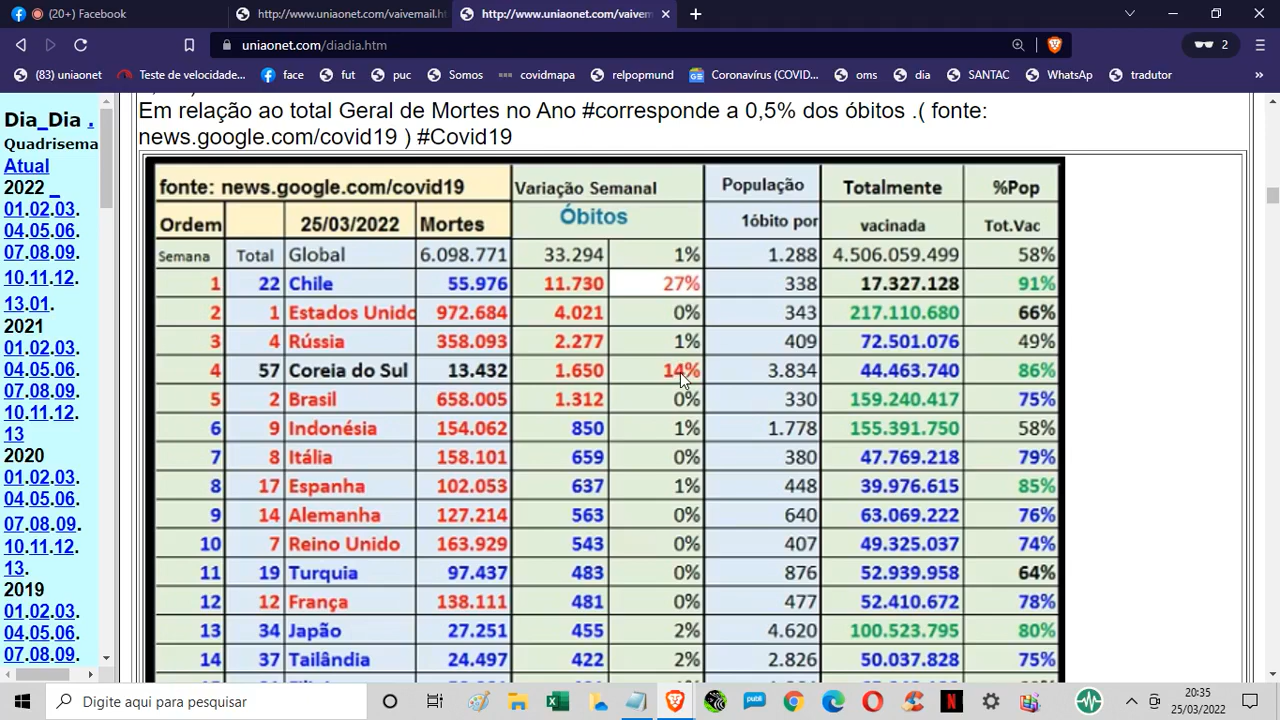 (20+) Facebook
http://www.uniaonet.com/vaivemail.ht
http://www.uniaonet.com/vaivem
uniaonet.com/diadia.htm
2
(83) uniaonet
Teste de velocidade...
face
fut
puc
Somos
covidmapa
relpopmund
Coronavírus (COVID...
oms
dia
SANTAC
WhatsApp
tradutor
»
Dia_Dia .
Quadrisema
Atual
2022 _
01.02.03.
04.05.06.
07.08.09.
10.11.12.
13.01.
2021
01.02.03.
04.05.06.
07.08.09.
10.11.12.
13
2020
01.02.03.
04.05.06.
07.08.09.
10.11.12.
13.
2019
01.02.03.
04.05.06.
07.08.09.
Em relação ao total Geral de Mortes no Ano #corresponde a 0,5% dos óbitos .( fonte:
news.google.com/covid19 ) #Covid19
fonte: news.google.com/covid19 Variação Semanal População Totalmente %Pop
Ordem 25/03/2022 Mortes Óbitos 1óbito por vacinada Tot.Vac
Semana Total Global 6.098.771 33.294 1% 1.288 4.506.059.499 58%
1 22 Chile 55.976 11.730 27% 338 17.327.128 91%
2 1 Estados Unido 972.684 4.021 0% 343 217.110.680 66%
3 4 Rússia 358.093 2.277 1% 409 72.501.076 49%
4 57 Coreia do Sul 13.432 1.650 14% 3.834 44.463.740 86%
5 2 Brasil 658.005 1.312 0% 330 159.240.417 75%
6 9 Indonésia 154.062 850 1% 1.778 155.391.750 58%
7 8 Itália 158.101 659 0% 380 47.769.218 79%
8 17 Espanha 102.053 637 1% 448 39.976.615 85%
9 14 Alemanha 127.214 563 0% 640 63.069.222 76%
10 7 Reino Unido 163.929 543 0% 407 49.325.037 74%
11 19 Turquia 97.437 483 0% 876 52.939.958 64%
12 12 França 138.111 481 0% 477 52.410.672 78%
13 34 Japão 27.251 455 2% 4.620 100.523.795 80%
14 37 Tailândia 24.497 422 2% 2.826 50.037.828 75%
Digite aqui para pesquisar
publi
20:35
25/03/2022